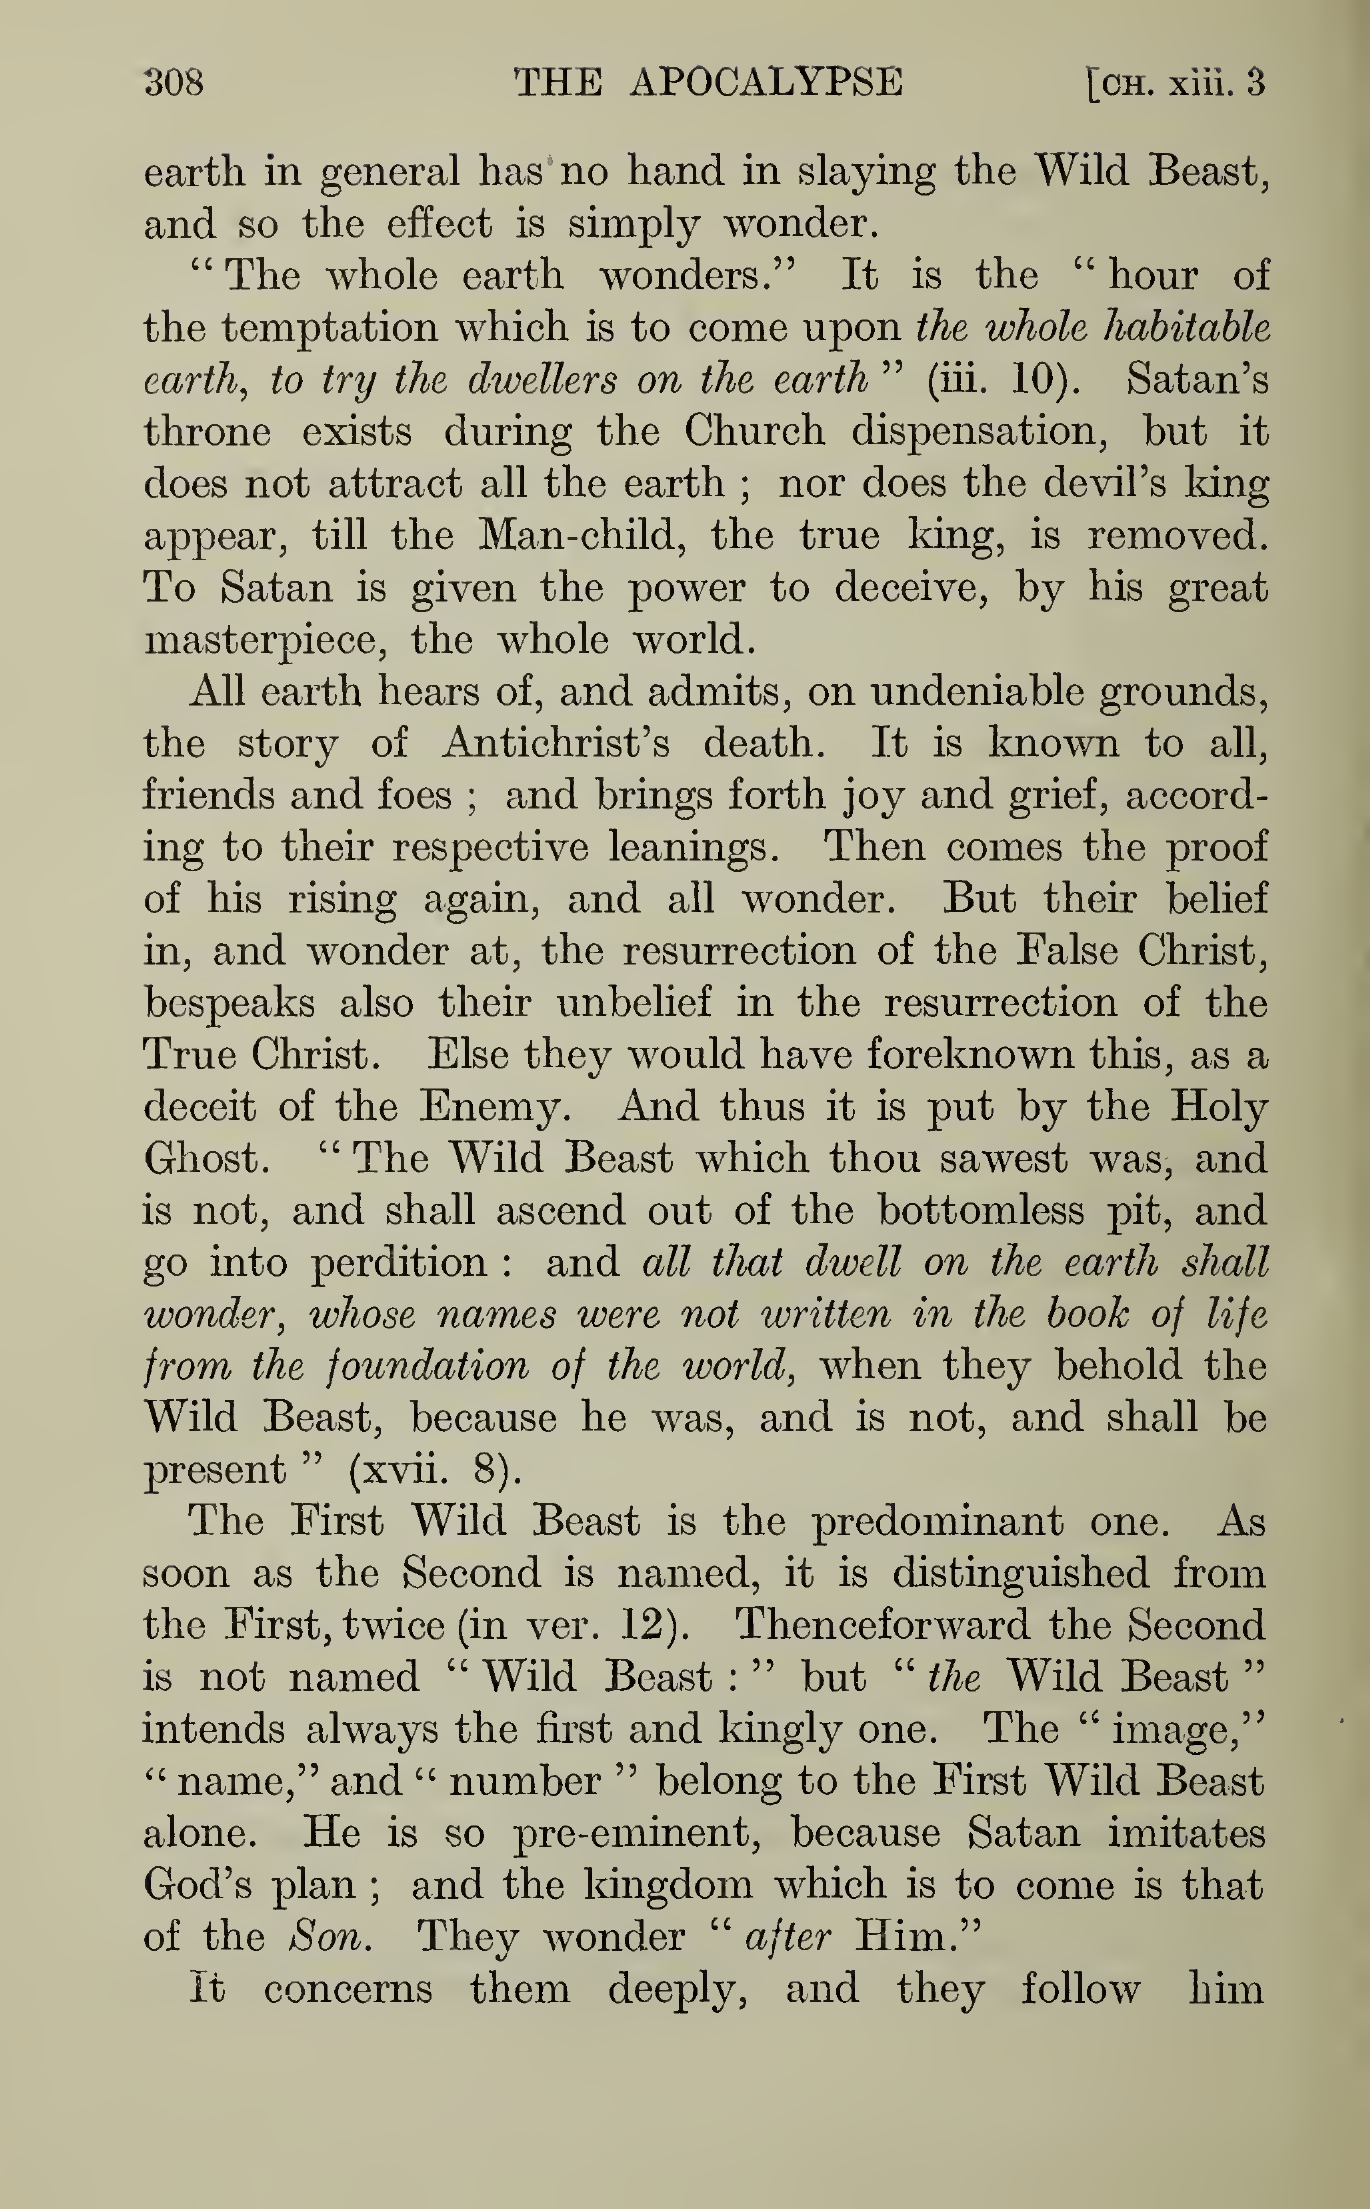 308 THE APOCALYPSE [CH. xiii. 3
earth in general has no hand in slaying the Wild Beast,
and so the effect is simply wonder.
“ The whole earth wonders.” It is the “ hour of
the temptation which is to come upon the whole habitable
earth, to try the dwellers on the earth ” (iii. 10). Satan’s
throne exists during the Church dispensation, but it
does not attract all the earth ; nor does the devil’s king
appear, till the Man-child, the true king, is removed.
To Satan is given the power to deceive, by his great
masterpiece, the whole world.
All earth hears of, and admits, on undeniable grounds,
the story of Antichrist’s death. It is known to all,
friends and foes ; and brings forth joy and grief, accord-
ing to their respective leanings. Then comes the proof
of his rising again, and all wonder. But their belief
in, and wonder at, the resurrection of the False Christ,
bespeaks also their unbelief in the resurrection of the
True Christ. Else they would have foreknown this, as a
deceit of the Enemy. And thus it is put by the Holy
Ghost. “ The Wild Beast which thou sawest was, and
is not, and shall ascend out of the bottomless pit, and
go into perdition : and all that dwell on the earth shall
wonder, whose names were not written in the book of life
from the foundation of the world, when they behold the
Wild Beast, because he was, and is not, and shall be
present ” (xvii. 8).
The First Wild Beast is the predominant one. As
soon as the Second is named, it is distinguished from
the First, twice (in ver. 12). Thenceforward the Second
is not named “ Wild Beast : ” but “ the Wild Beast ”
intends always the first and kingly one. The “ image,”
“ name,” and “ number ” belong to the First Wild Beast
alone. He is so pre-eminent, because Satan imitates
God’s plan ; and the kingdom which is to come is that
of the Son. They wonder “ after Him.”
It concerns them deeply, and they follow him